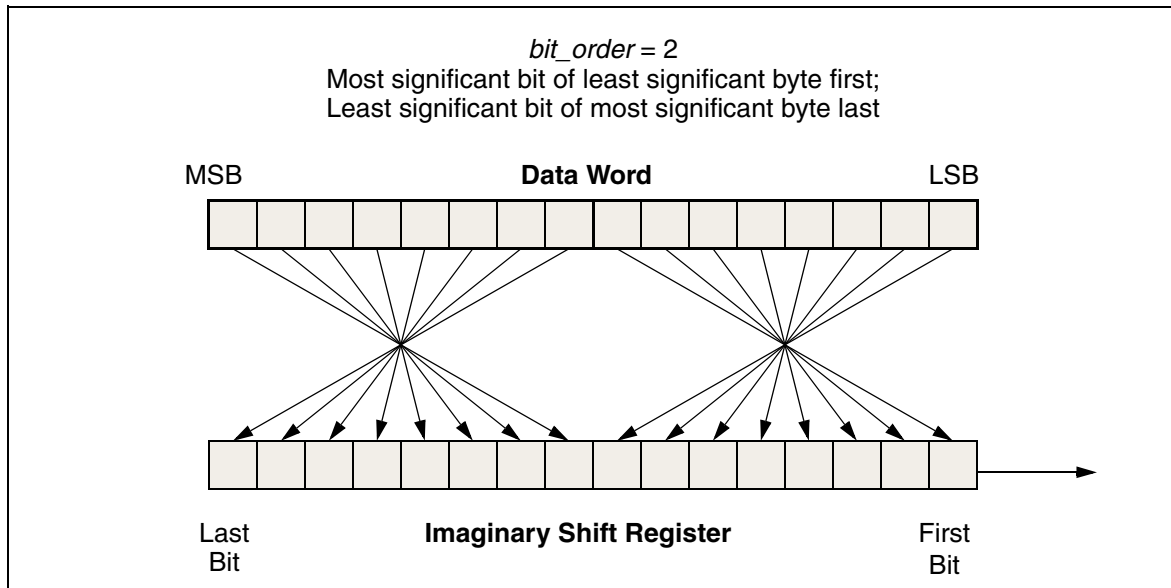 bit_order = 2
Most significant bit of least significant byte first;
Least significant bit of most significant byte last
MSB Data Word LSB
Last Bit Imaginary Shift Register First Bit